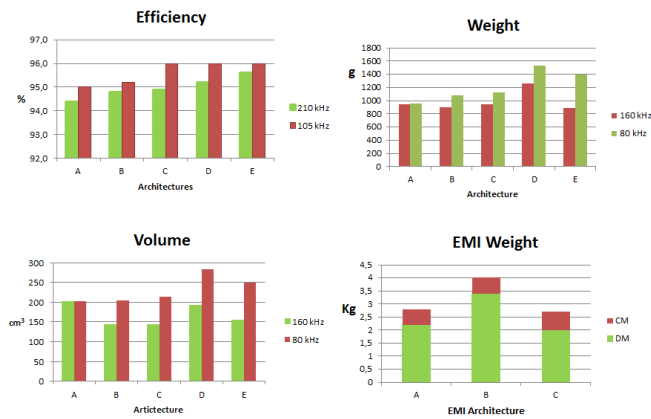 Efficiency
97,0
96,0
95,0
94,0
93,0
92,0
%
A B C D E
Architectures
210 kHz
105 kHz
Weight
1800
1600
1400
1200
1000
800
600
400
200
0
g
A B C D E
Architecture
160 kHz
80 kHz
Volume
300
250
200
150
100
50
0
cm³
A B C D E
Artictecture
160 kHz
80 kHz
EMI Weight
4,5
4
3,5
3
2,5
2
1,5
1
0,5
0
Kg
A B C
EMI Architecture
CM
DM